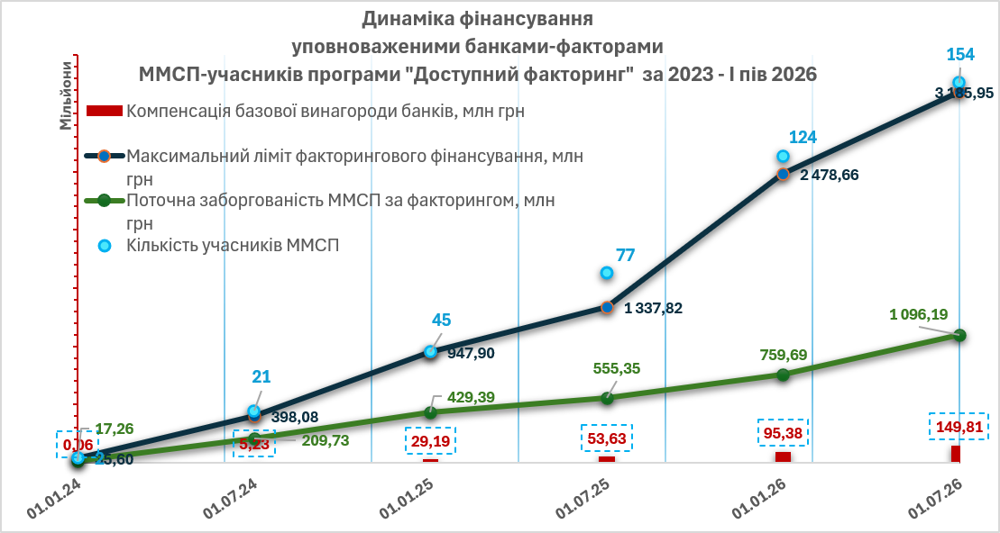 Динаміка фінансування
уповноваженими банками-факторами
ММСП-учасників програми "Доступний факторинг" за 2023 - І пів 2026
Мільйони
Компенсація базової винагороди банків, млн грн
Максимальний ліміт факторингового фінансування, млн
грн
Поточна заборгованість ММСП за факторингом, млн
грн
Кількість учасників ММСП
154
3 185,95
124
2 478,66
77
1 337,82
1 096,19
45
947,90
759,69
555,35
21
398,08
429,39
17,26
209,73
0,06
25,60
5,23
29,19
53,63
95,38
149,81
01.01.24
01.07.24
01.01.25
01.07.25
01.01.26
01.07.26